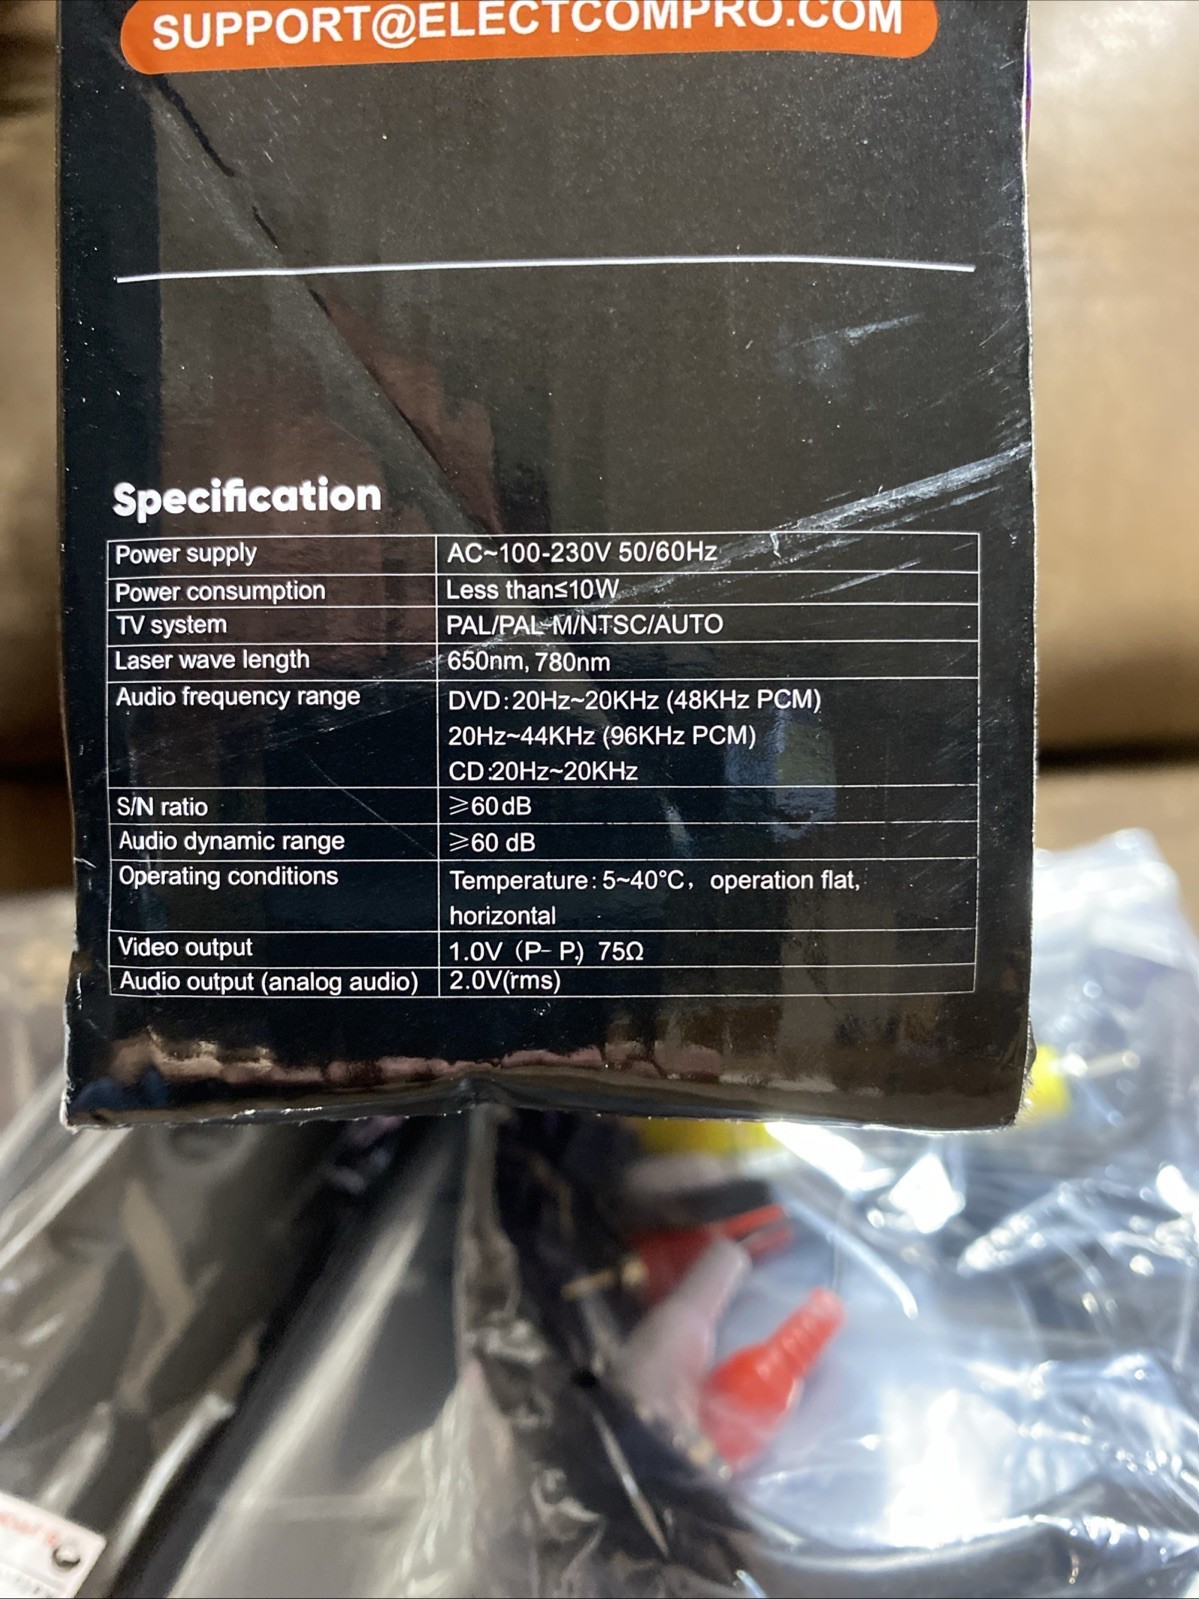 SUPPORT@ELECTCOMPRO.COM
Specification
Power supply AC~100-230V 50/60Hz
Power consumption Less than≤10W
TV system PAL/PAL-M/NTSC/AUTO
Laser wave length 650nm, 780nm
Audio frequency range DVD:20Hz~20KHz (48KHz PCM)
20Hz~44KHz (96KHz PCM)
CD:20Hz~20KHz
S/N ratio ≥60dB
Audio dynamic range ≥60 dB
Operating conditions Temperature: 5~40°C, operation flat,
horizontal
Video output 1.0V (P- P.) 75Ω
Audio output (analog audio) 2.0V(rms)